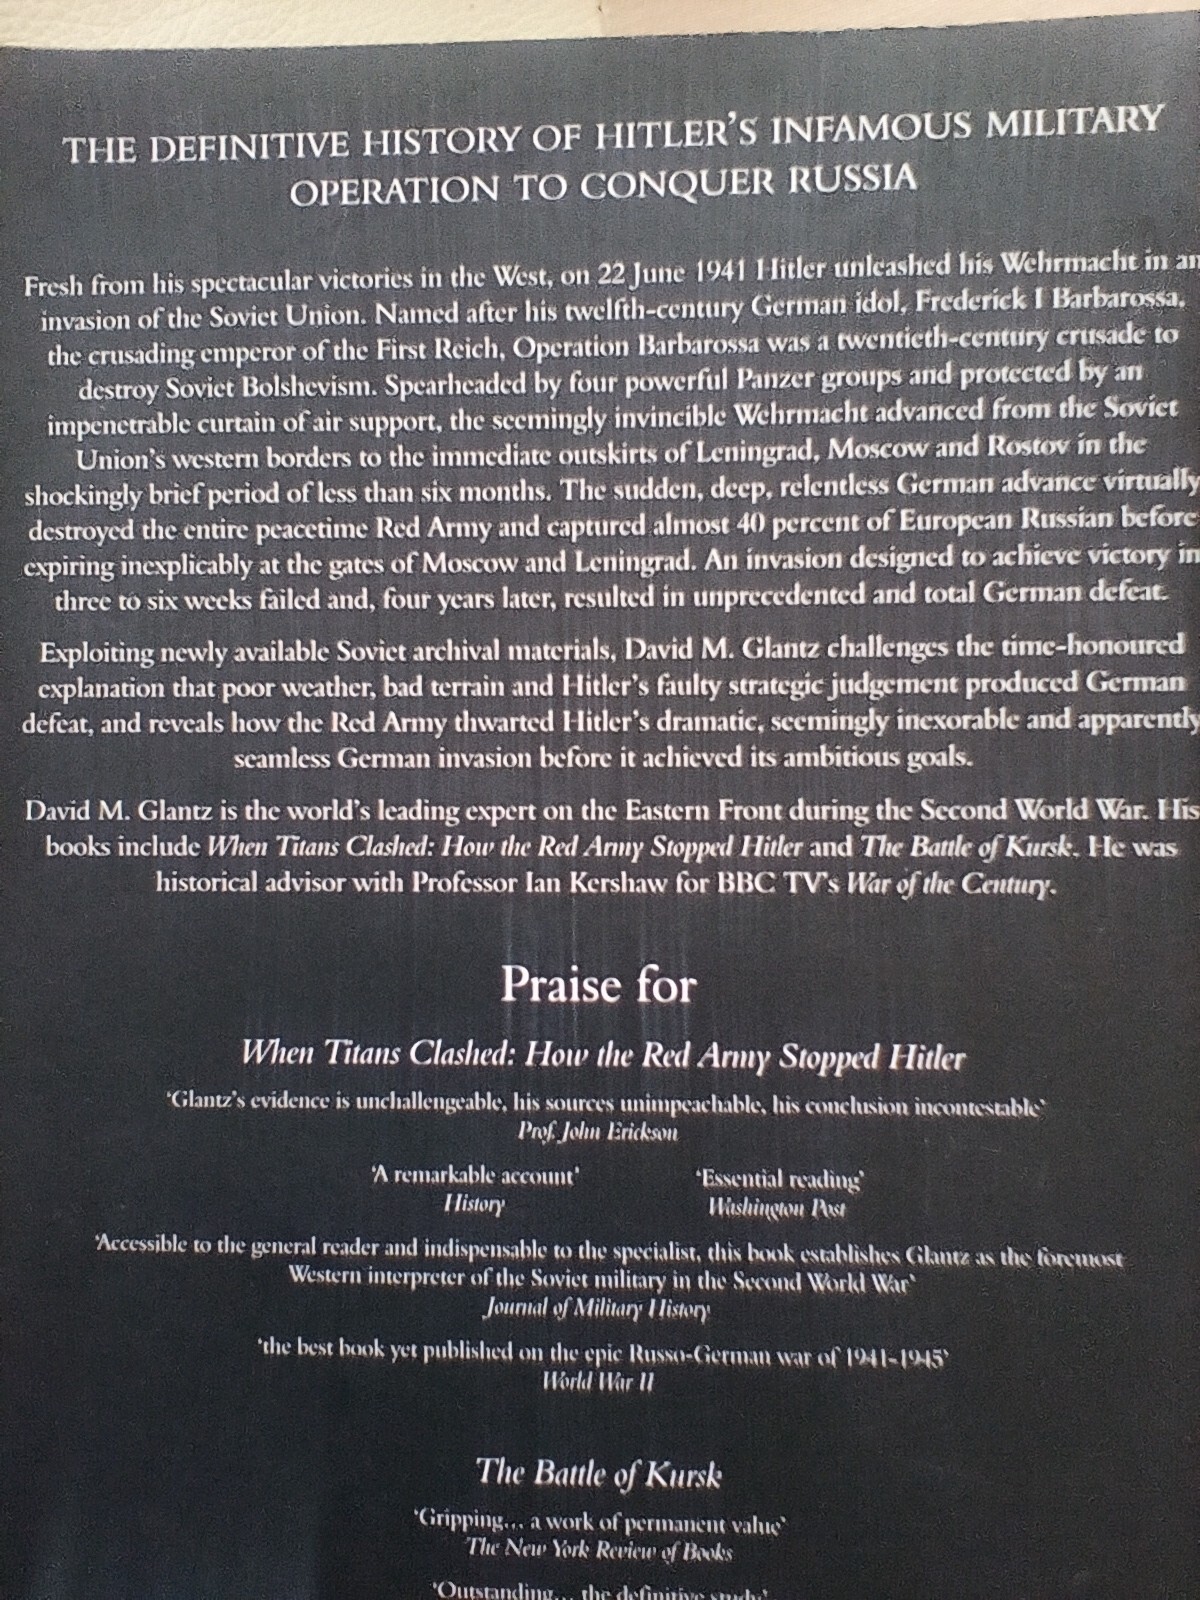 THE DEFINITIVE HISTORY OF HITLER'S INFAMOUS MILITARY
OPERATION TO CONQUER RUSSIA
Fresh from his spectacular victories in the West, on 22 June 1941 Hitler unleashed his Wehrmacht in an
invasion of the Soviet Union. Named after his twelfth-century German idol, Frederick I Barbarossa,
the crusading emperor of the First Reich, Operation Barbarossa was a twentieth-century crusade to
destroy Soviet Bolshevism. Spearheaded by four powerful Panzer groups and protected by an
impenetrable curtain of air support, the seemingly invincible Wehrmacht advanced from the Soviet
Union's western borders to the immediate outskirts of Leningrad, Moscow and Rostov in the
shockingly brief period of less than six months. The sudden, deep, relentless German advance virtually
destroyed the entire peacetime Red Army and captured almost 40 percent of European Russian before
expiring inexplicably at the gates of Moscow and Leningrad. An invasion designed to achieve victory in
three to six weeks failed and, four years later, resulted in unprecedented and total German defeat.
Exploiting newly available Soviet archival materials, David M. Glantz challenges the time-honoured
explanation that poor weather, bad terrain and Hitler's faulty strategic judgement produced German
defeat, and reveals how the Red Army thwarted Hitler's dramatic, seemingly inexorable and apparently
seamless German invasion before it achieved its ambitious goals.
David M. Glantz is the world's leading expert on the Eastern Front during the Second World War. His
books include When Titans Clashed: How the Red Army Stopped Hitler and The Battle of Kursk. He was
historical advisor with Professor Ian Kershaw for BBC TV's War of the Century.
Praise for
When Titans Clashed: How the Red Army Stopped Hitler
'Glantz's evidence is unchallengeable, his sources unimpeachable, his conclusion incontestable'
Prof. John Erickson
'A remarkable account'
History
'Essential reading'
Washington Post
'Accessible to the general reader and indispensable to the specialist, this book establishes Glantz as the foremost
Western interpreter of the Soviet military in the Second World War'
Journal of Military History
'the best book yet published on the epic Russo-German war of 1941-1945'
World War II
The Battle of Kursk
'Gripping... a work of permanent value'
The New York Review of Books
'Outstanding... the definitive study'